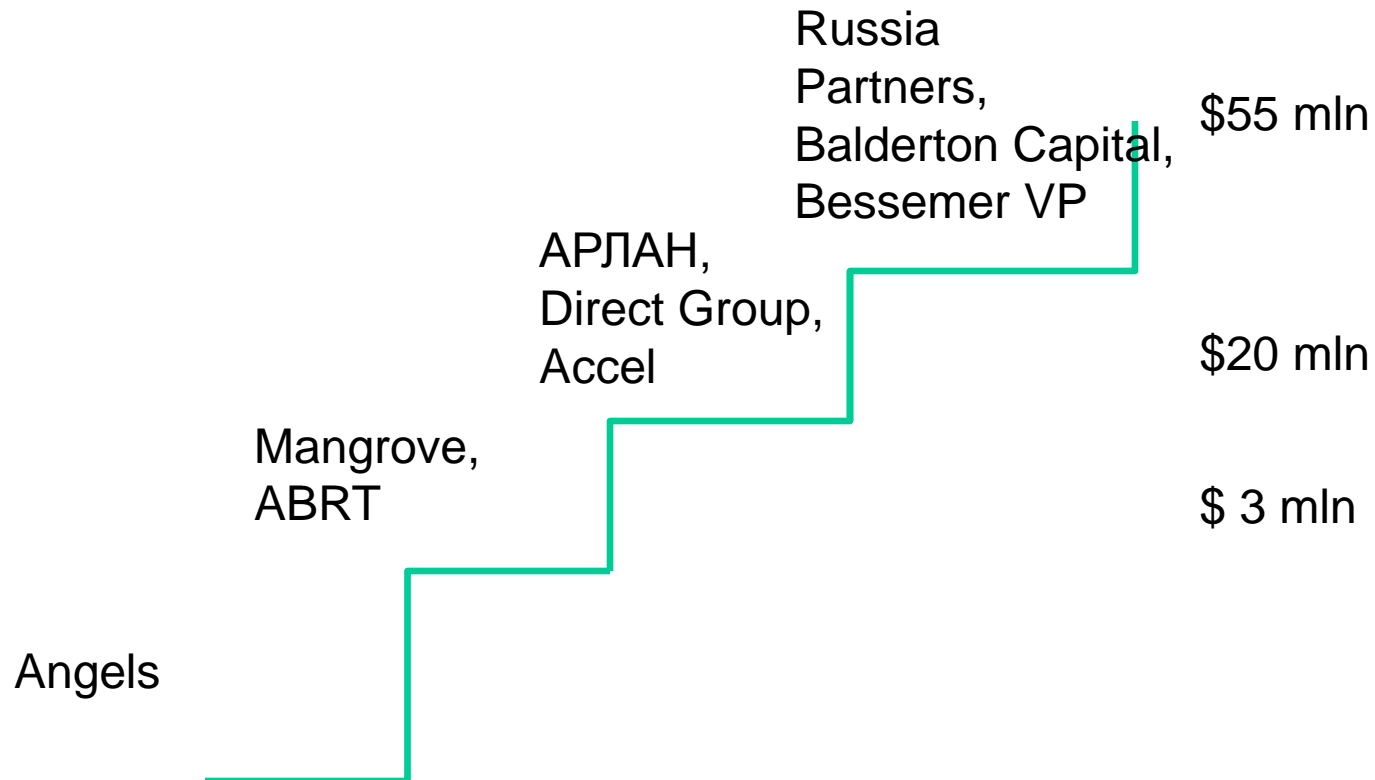 Russia
Partners,
Balderton Capital,
Bessemer VP
$55 mln
АРЛАН,
Direct Group,
Accel
$20 mln
Mangrove,
ABRT
$ 3 mln
Angels